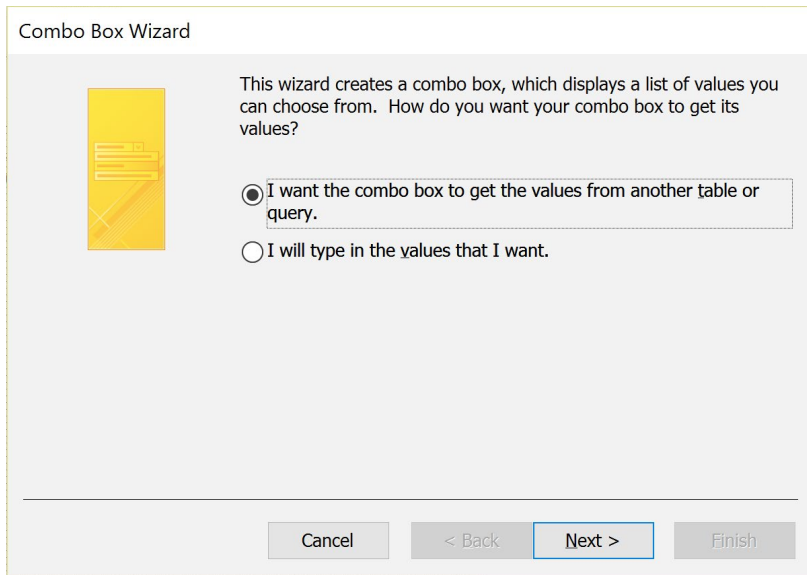 Combo Box Wizard
This wizard creates a combo box, which displays a list of values you
can choose from.  How do you want your combo box to get its
values?
I want the combo box to get the values from another table or
query.
I will type in the values that I want.
Cancel
< Back
Next >
Finish